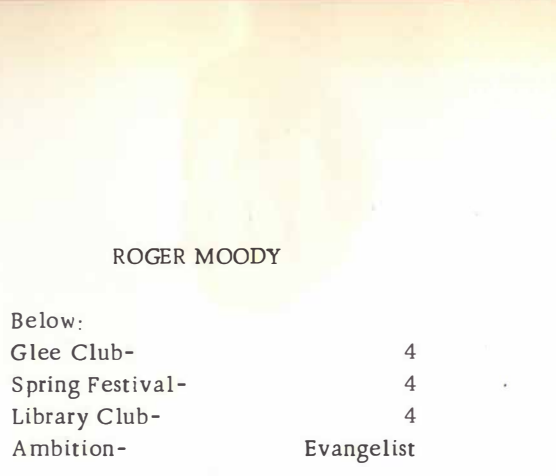 ROGER MOODY
Below:
Glee Club- 4
Spring Festival- 4
Library Club- 4
Ambition- Evangelist